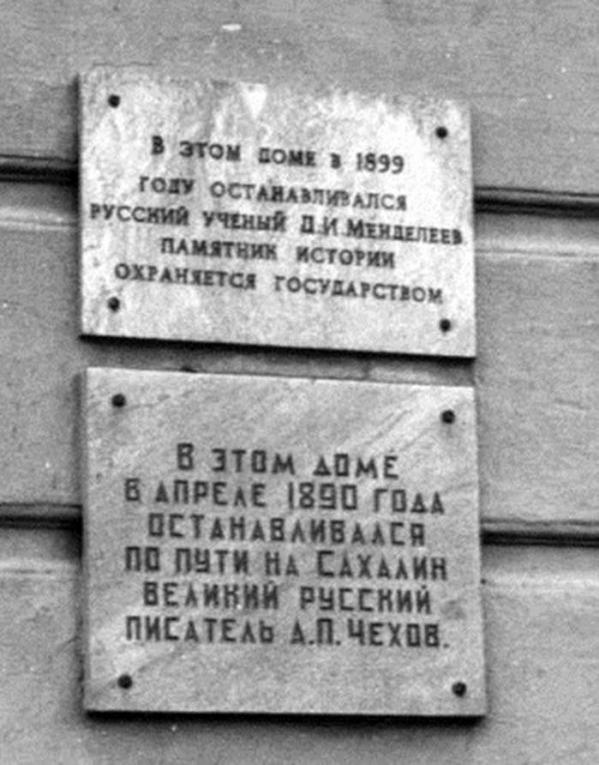 В ЭТОМ ДОМЕ В 1899
ГОДУ ОСТАНАВЛИВАЛСЯ
РУССКИЙ УЧЕНЫЙ Д.И.МЕНДЕЛЕЕВ
ПАМЯТНИК ИСТОРИИ
ОХРАНЯЕТСЯ ГОСУДАРСТВОМ
В ЭТОМ ДОМЕ
В АПРЕЛЕ 1890 ГОДА
ОСТАНАВЛИВАЛСЯ
ПО ПУТИ НА САХАЛИН
ВЕЛИКИЙ РУССКИЙ
ПИСАТЕЛЬ А.П.ЧЕХОВ.